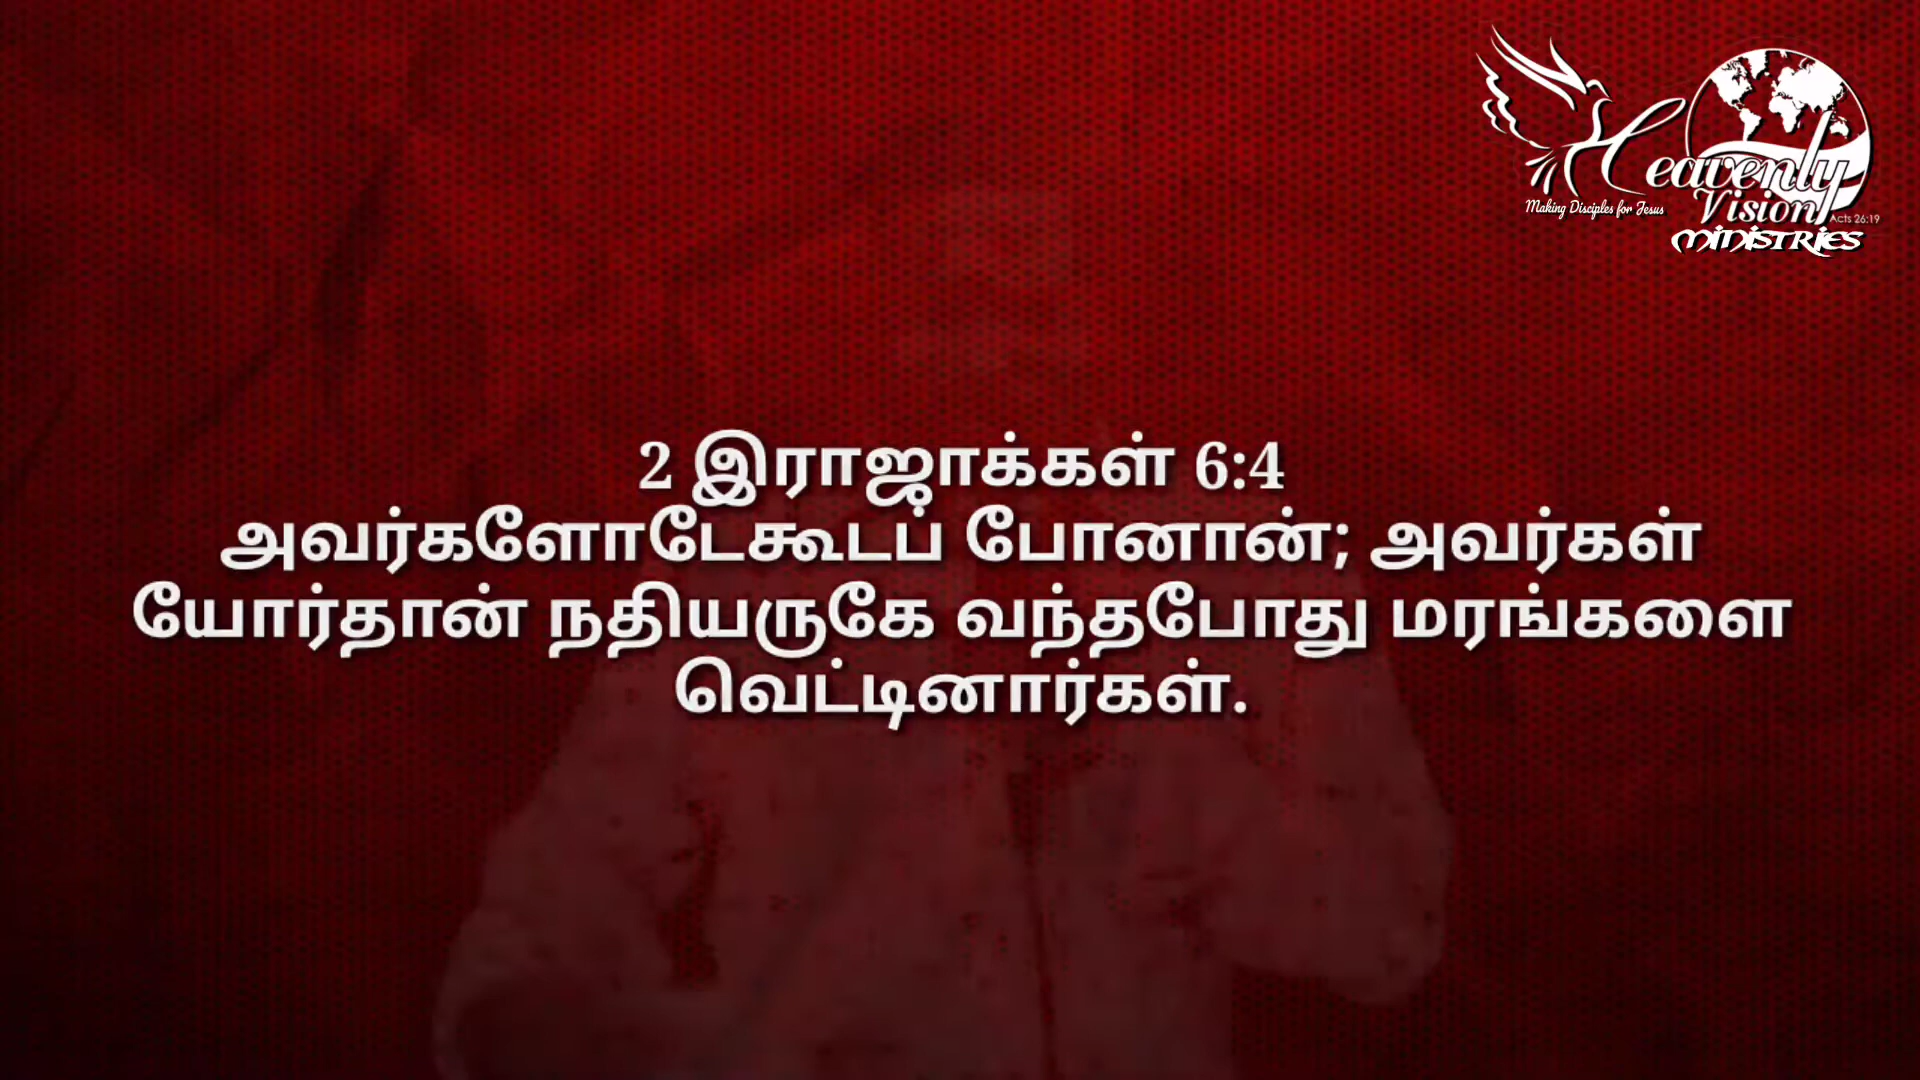 Heavenly
Vision
Making Disciples for Jesus
Acts 26:19
MINISTRIES
2 இராஜாக்கள் 6:4
அவர்களோடேகூடப் போனான்; அவர்கள்
யோர்தான் நதியருகே வந்தபோது மரங்களை
வெட்டினார்கள்.